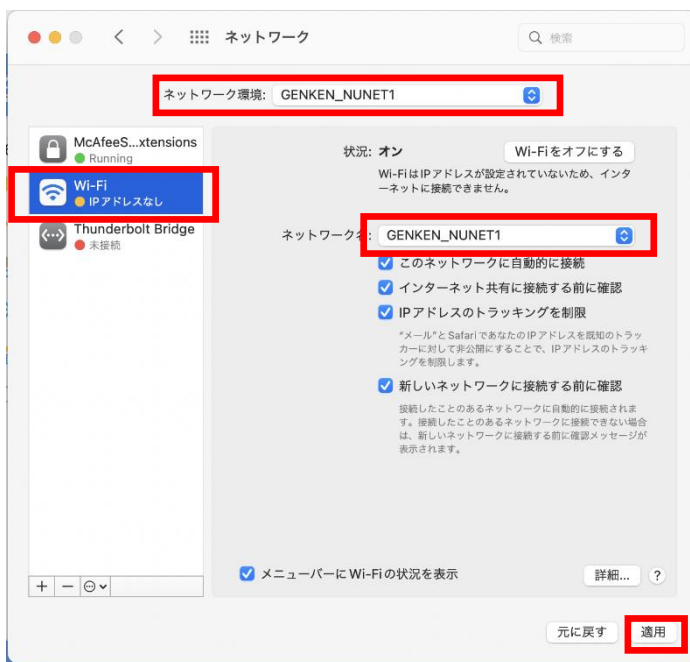 ネットワーク
検索
ネットワーク環境: GENKEN_NUNET1
McAfeeS...xtensions
Running
Wi-Fi
IPアドレスなし
Thunderbolt Bridge
未接続
状況: オン
Wi-Fiをオフにする
Wi-FiはIPアドレスが設定されていないため、インタ
ーネットに接続できません。
ネットワーク名: GENKEN_NUNET1
このネットワークに自動的に接続
インターネット共有に接続する前に確認
IPアドレスのトラッキングを制限
“メール”とSafariであなたのIPアドレスを既知のトラッ
カーに対して非公開にすることで、IPアドレスのトラッキ
ングを制限します。
新しいネットワークに接続する前に確認
接続したことのあるネットワークに自動的に接続されま
す。接続したことのあるネットワークに接続できない場合
は、新しいネットワークに接続する前に確認メッセージが
表示されます。
メニューバーにWi-Fiの状況を表示
詳細... ?
元に戻す 適用